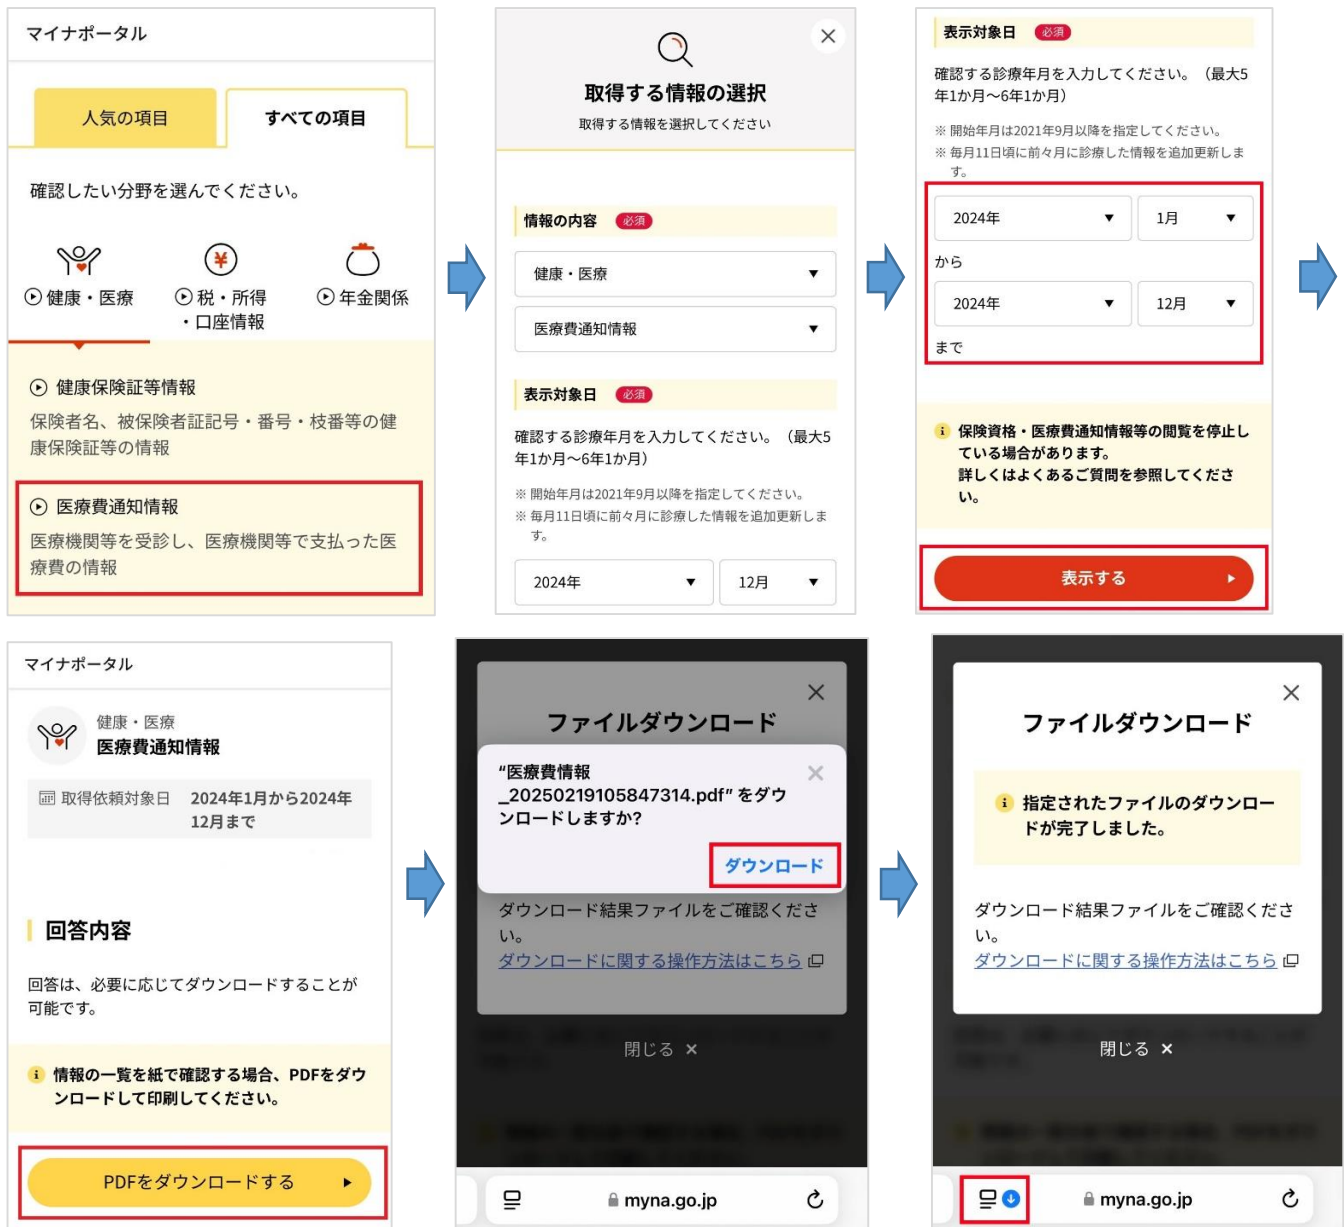 マイナポータル
人気の項目
すべての項目
確認したい分野を選んでください。
健康・医療
税・所得
・口座情報
年金関係
健康保険証等情報
保険者名、被保険者証記号・番号・枝番等の健
康保険証等の情報
医療費通知情報
医療機関等を受診し、医療機関等で支払った医
療費の情報
取得する情報の選択
取得する情報を選択してください
情報の内容 必須
健康・医療
医療費通知情報
表示対象日 必須
確認する診療年月を入力してください。(最大5
年1か月～6年1か月)
※ 開始年月は2021年9月以降を指定してください。
※ 毎月11日頃に前々月に診療した情報を追加更新しま
す。
2024年 12月
表示対象日 必須
確認する診療年月を入力してください。(最大5
年1か月～6年1か月)
※ 開始年月は2021年9月以降を指定してください。
※ 毎月11日頃に前々月に診療した情報を追加更新しま
す。
2024年 1月
から
2024年 12月
まで
保険資格・医療費通知情報等の閲覧を停止し
ている場合があります。
詳しくはよくあるご質問を参照してくださ
い。
表示する
マイナポータル
健康・医療
医療費通知情報
取得依頼対象日 2024年1月から2024年
12月まで
回答内容
回答は、必要に応じてダウンロードすることが
可能です。
情報の一覧を紙で確認する場合、PDFをダウ
ンロードして印刷してください。
PDFをダウンロードする
ファイルダウンロード
“医療費情報
_20250219105847314.pdf” をダウ
ンロードしますか?
ダウンロード
ダウンロード結果ファイルをご確認くださ
い。
ダウンロードに関する操作方法はこちら
閉じる ×
myna.go.jp
ファイルダウンロード
指定されたファイルのダウンロー
ドが完了しました。
ダウンロード結果ファイルをご確認くださ
い。
ダウンロードに関する操作方法はこちら
閉じる ×
myna.go.jp